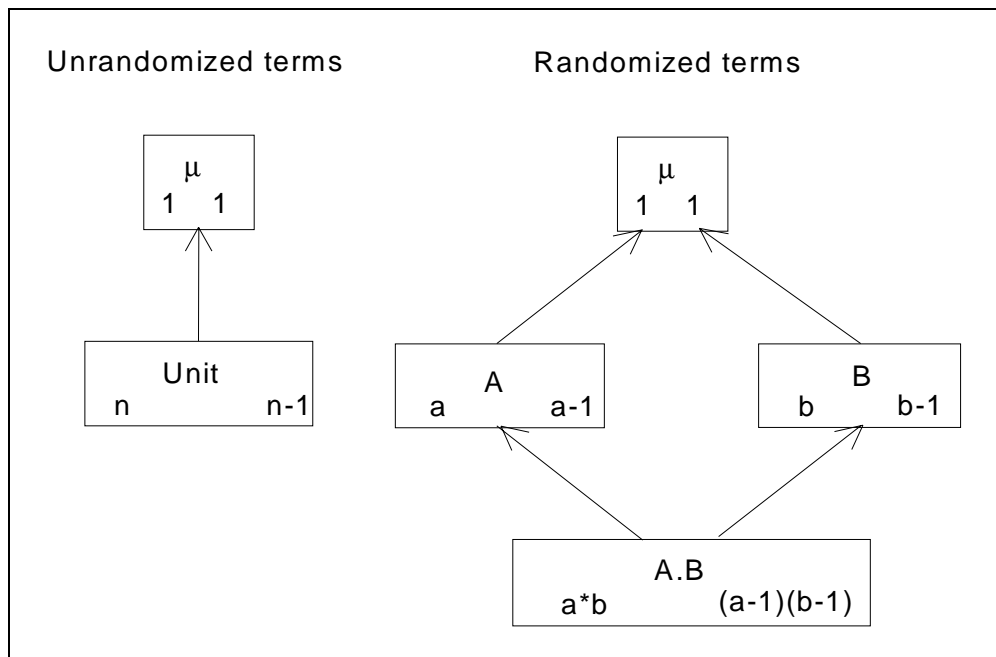 Unrandomized terms
Randomized terms
μ
1 1
Unit
n n-1
μ
1 1
A
a a-1
B
b b-1
A.B
a*b (a-1)(b-1)